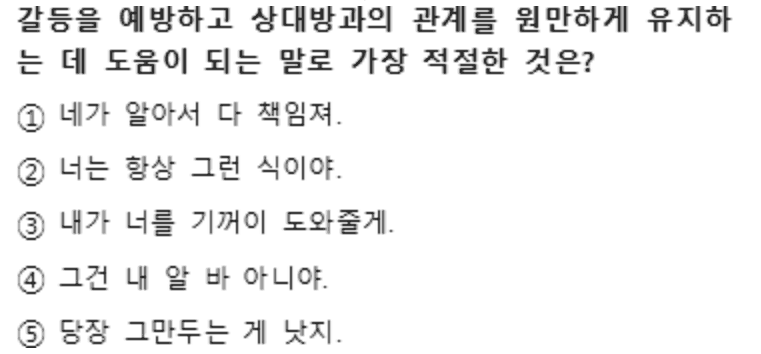 갈등을 예방하고 상대방과의 관계를 원만하게 유지하
는 데 도움이 되는 말로 가장 적절한 것은?
① 네가 알아서 다 책임져.
② 너는 항상 그런 식이야.
③ 내가 너를 기꺼이 도와줄게.
④ 그건 내 알 바 아니야.
⑤ 당장 그만두는 게 낫지.